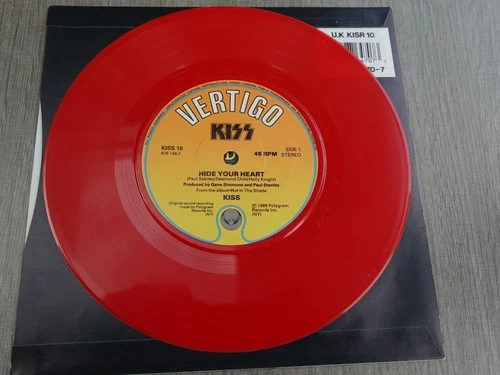 U.K KISR 10
70-7
VERTIGO
KISS
KISS 10
45 RPM
SIDE 1
STEREO
HIDE YOUR HEART
(Paul Stanley/Desmond Child/Holly Knight)
Produced by Gene Simmons and Paul Stanley
From the album Hot In The Shade
KISS
Original sound recording
made by Polygram
Records Inc.
(NY)
℗ 1989 Polygram
Records Inc.
(NY)